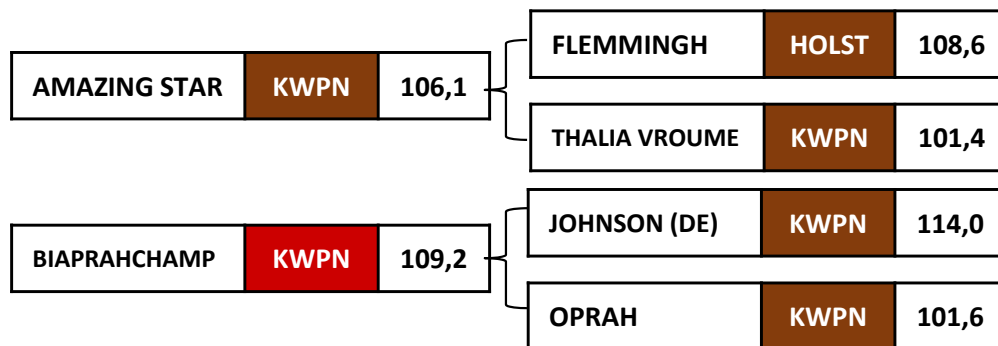 FLEMMINGH HOLST 108,6
AMAZING STAR KWPN 106,1
THALIA VROUME KWPN 101,4
JOHNSON (DE) KWPN 114,0
BIAPRAHCHAMP KWPN 109,2
OPRAH KWPN 101,6